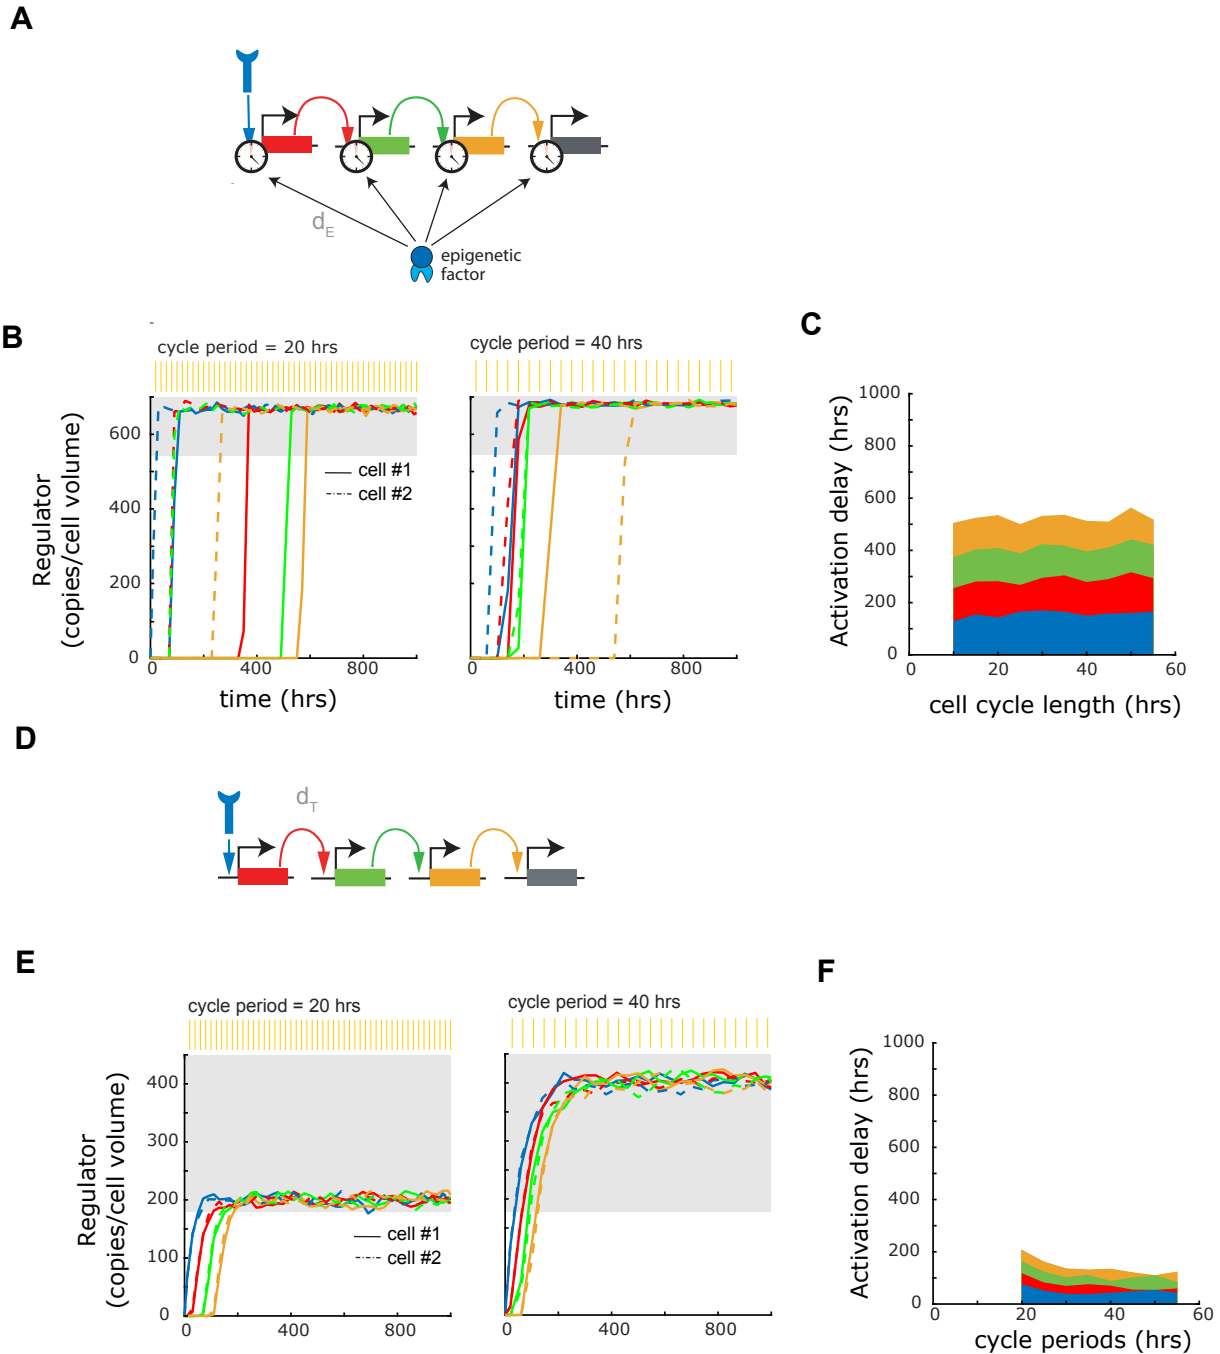 A
d_E
epigenetic
factor
B
cycle period = 20 hrs
cycle period = 40 hrs
C
Regulator
(copies/cell volume)
600
400
200
0
cell #1
cell #2
0
400
800
time (hrs)
0
400
800
time (hrs)
Activation delay (hrs)
1000
800
600
400
200
0
0
20
40
60
cell cycle length (hrs)
D
d_T
E
cycle period = 20 hrs
cycle period = 40 hrs
F
Regulator
(copies/cell volume)
400
300
200
100
0
cell #1
cell #2
0
400
800
0
400
800
Activation delay (hrs)
1000
800
600
400
200
0
0
20
40
60
cycle periods (hrs)